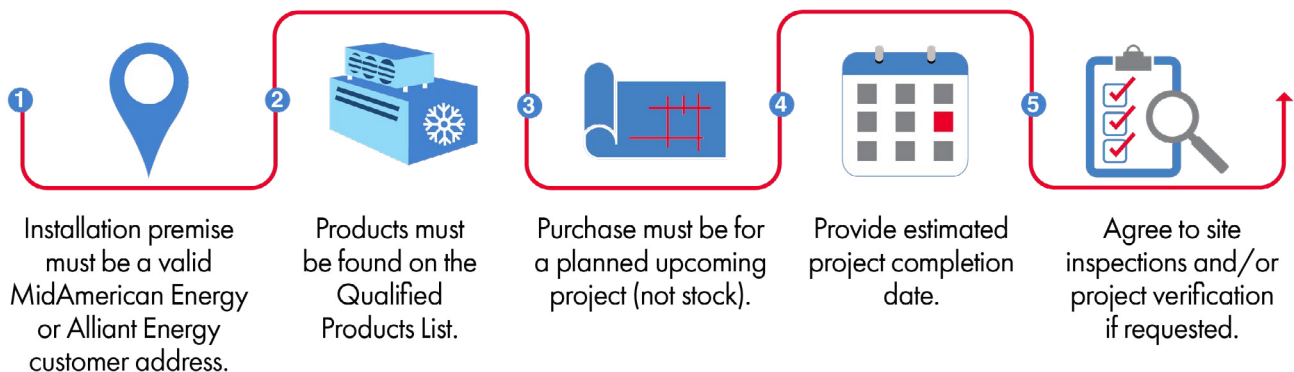 1
Installation premise
must be a valid
MidAmerican Energy
or Alliant Energy
customer address.
2
Products must
be found on the
Qualified
Products List.
3
Purchase must be for
a planned upcoming
project (not stock).
4
Provide estimated
project completion
date.
5
Agree to site
inspections and/or
project verification
if requested.